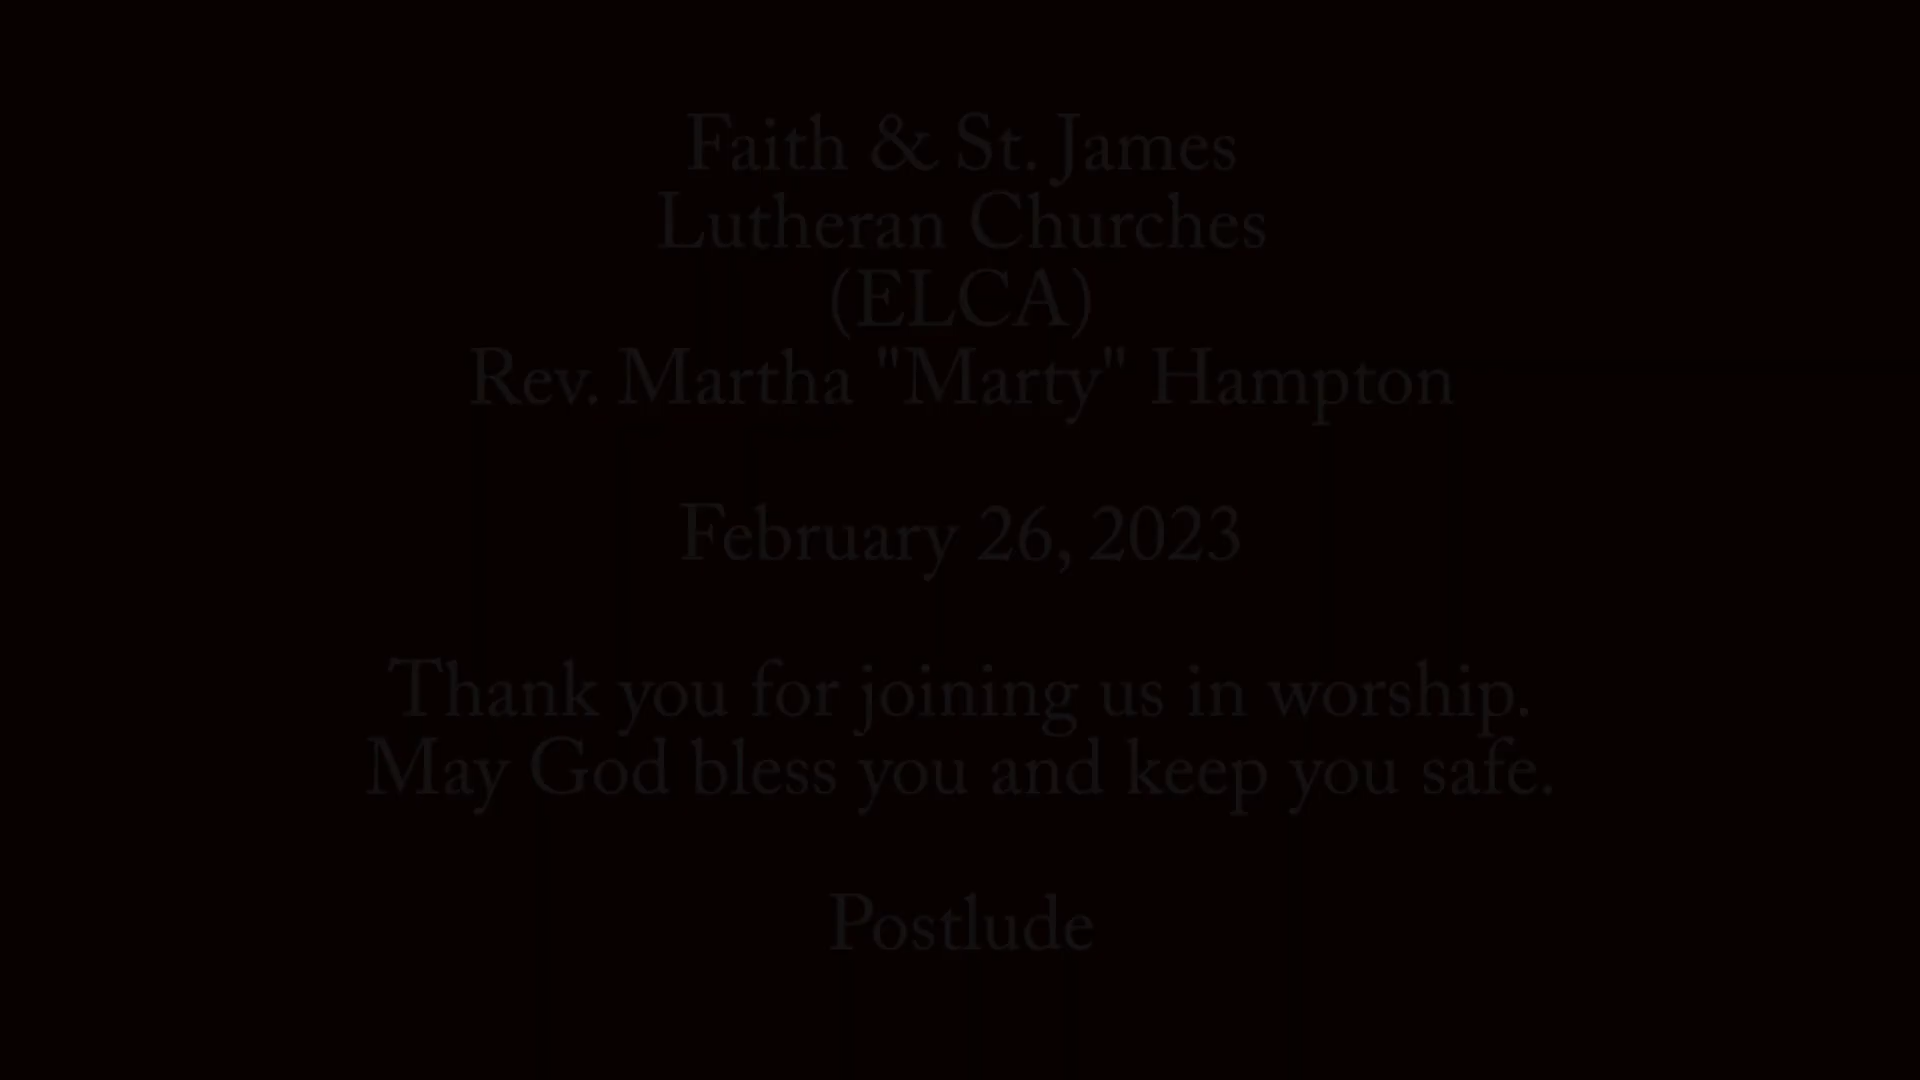 Faith & St. James
Lutheran Churches
(ELCA)
Rev. Martha "Marty" Hampton
February 26, 2023
Thank you for joining us in worship.
May God bless you and keep you safe.
Postlude